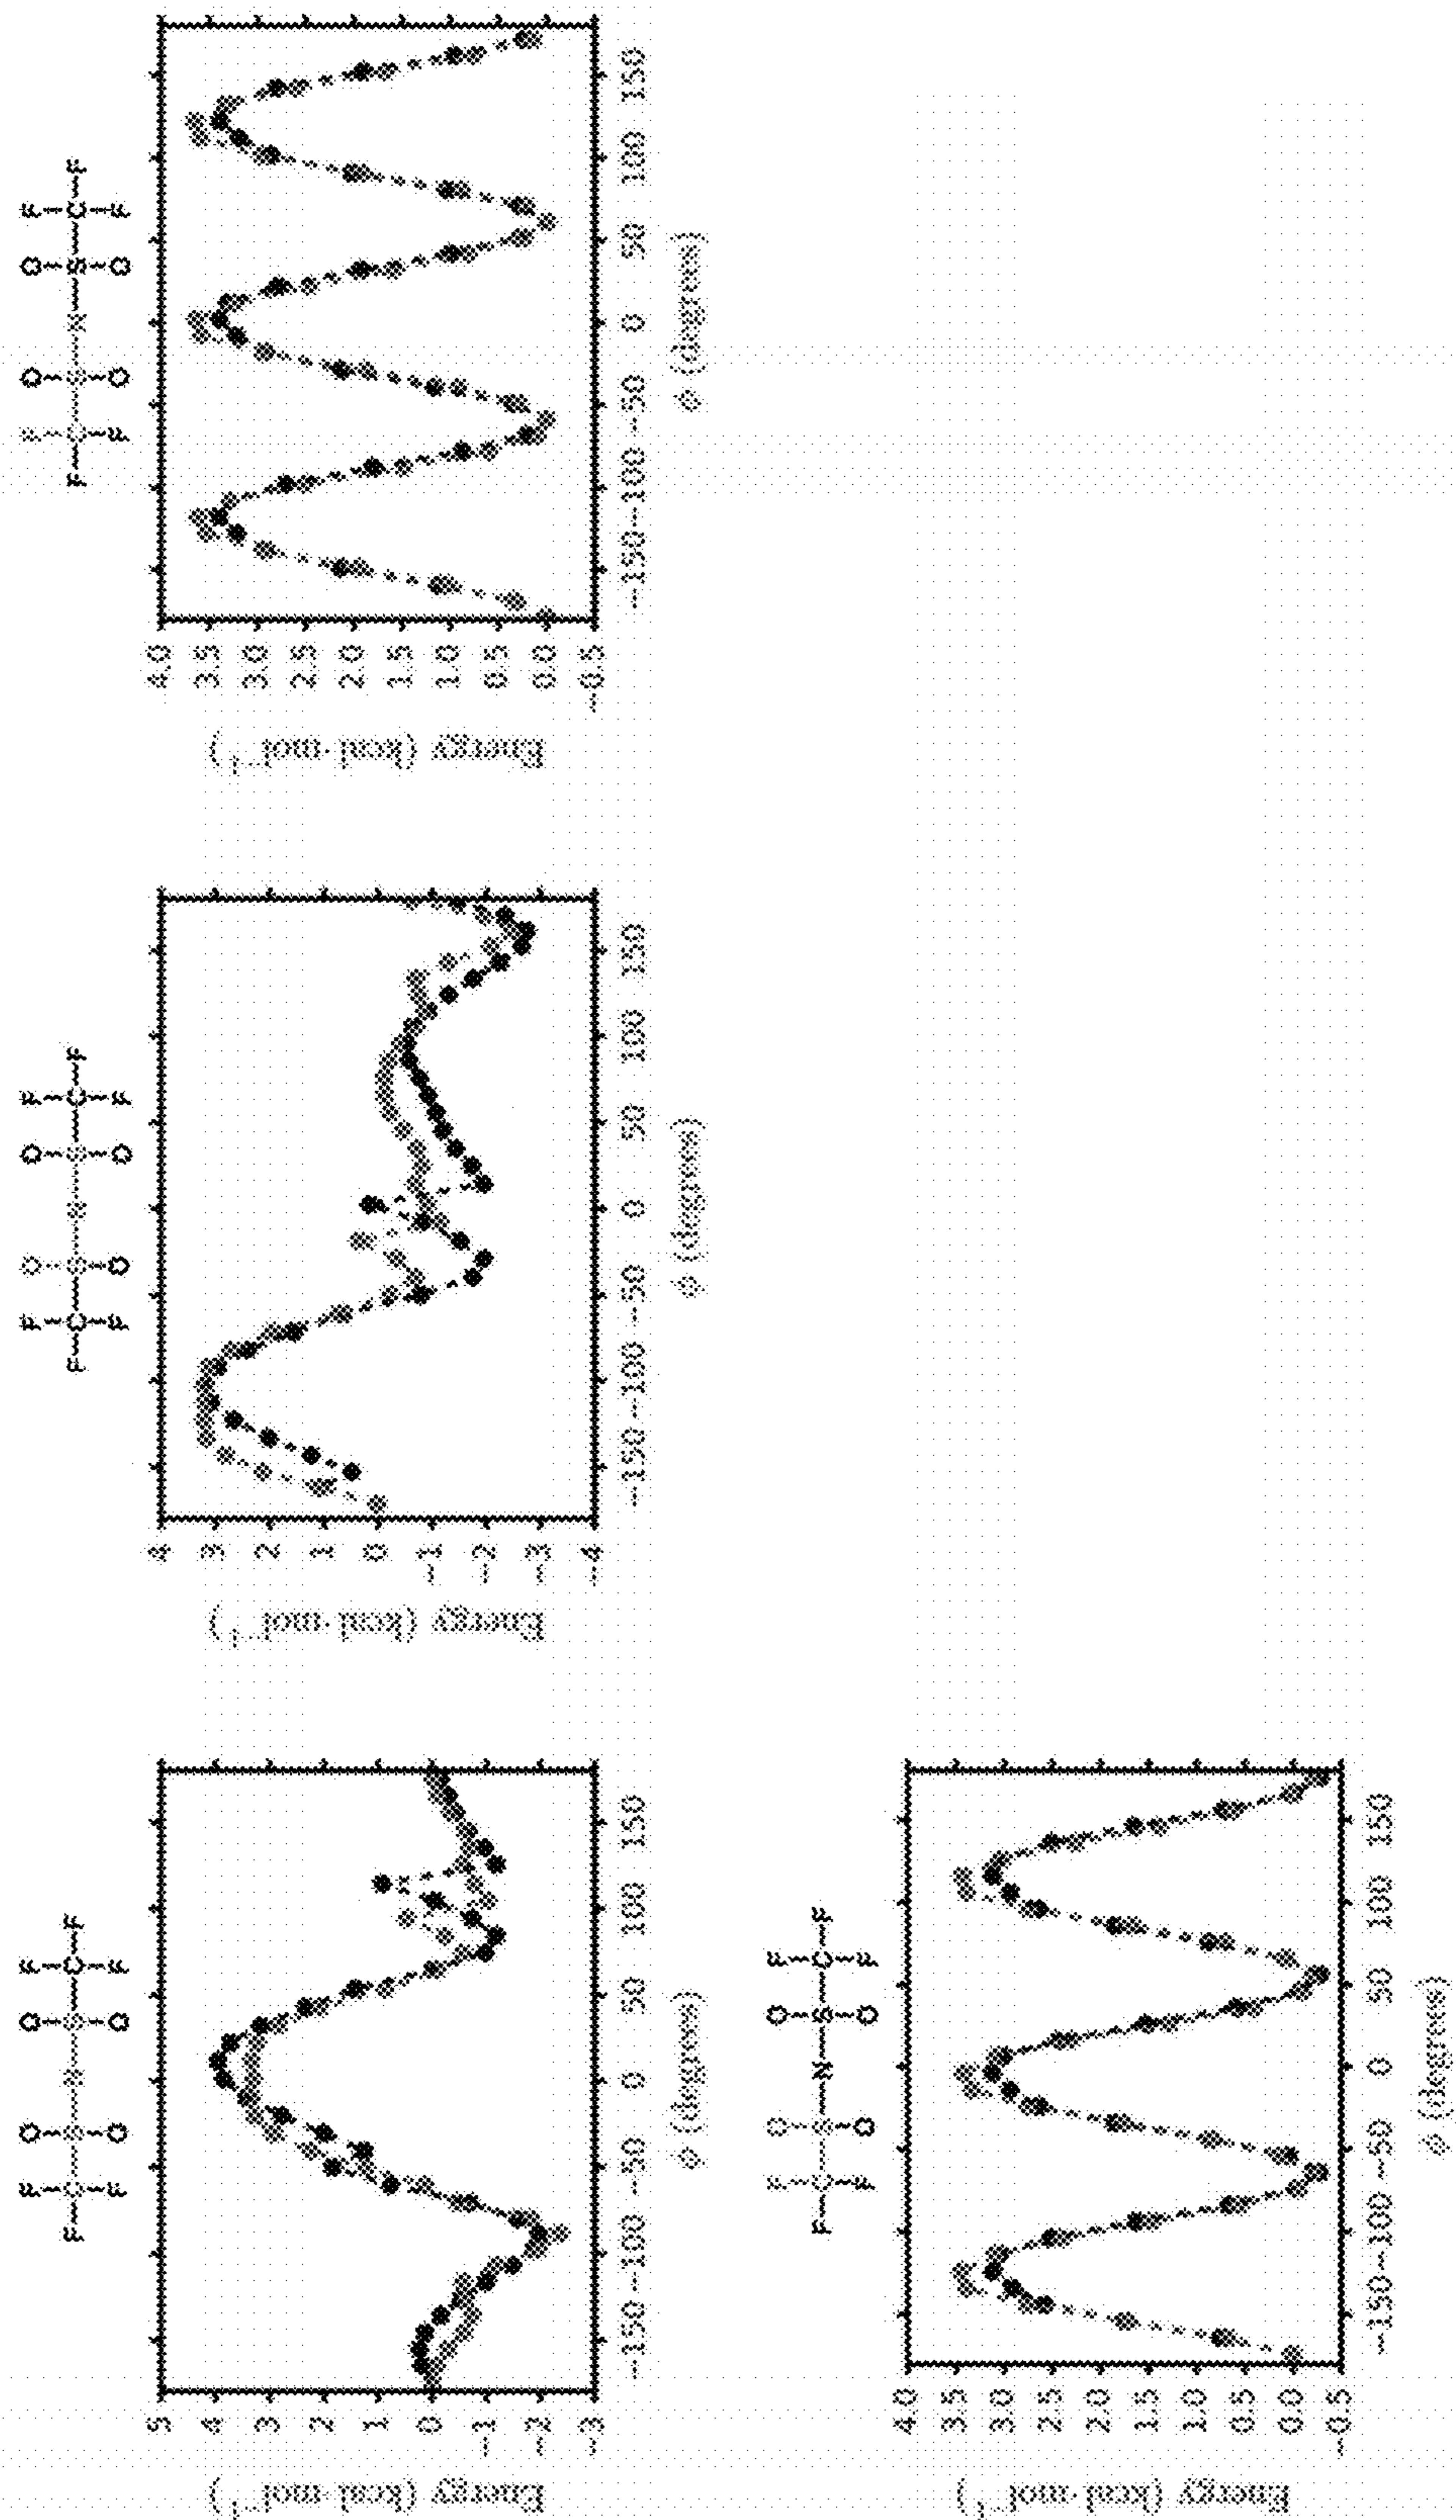 F O O F
F C S N S C F
F O O F
Energy (kcal·mol⁻¹)
5
4
3
2
1
0
−1
−2
−3
−150 −100 −50 0 50 100 150
ϕ (degrees)
F O O F
F C S N S C F
F O O F
Energy (kcal·mol⁻¹)
4
3
2
1
0
−1
−2
−3
−4
−150 −100 −50 0 50 100 150
ϕ (degrees)
F O O F
F C S N S C F
F O O F
Energy (kcal·mol⁻¹)
4.0
3.5
3.0
2.5
2.0
1.5
1.0
0.5
0.0
−0.5
−150 −100 −50 0 50 100 150
ϕ (degrees)
F O O F
F C S N S C F
F O O F
Energy (kcal·mol⁻¹)
4.0
3.5
3.0
2.5
2.0
1.5
1.0
0.5
0.0
−0.5
−150 −100 −50 0 50 100 150
ϕ (degrees)